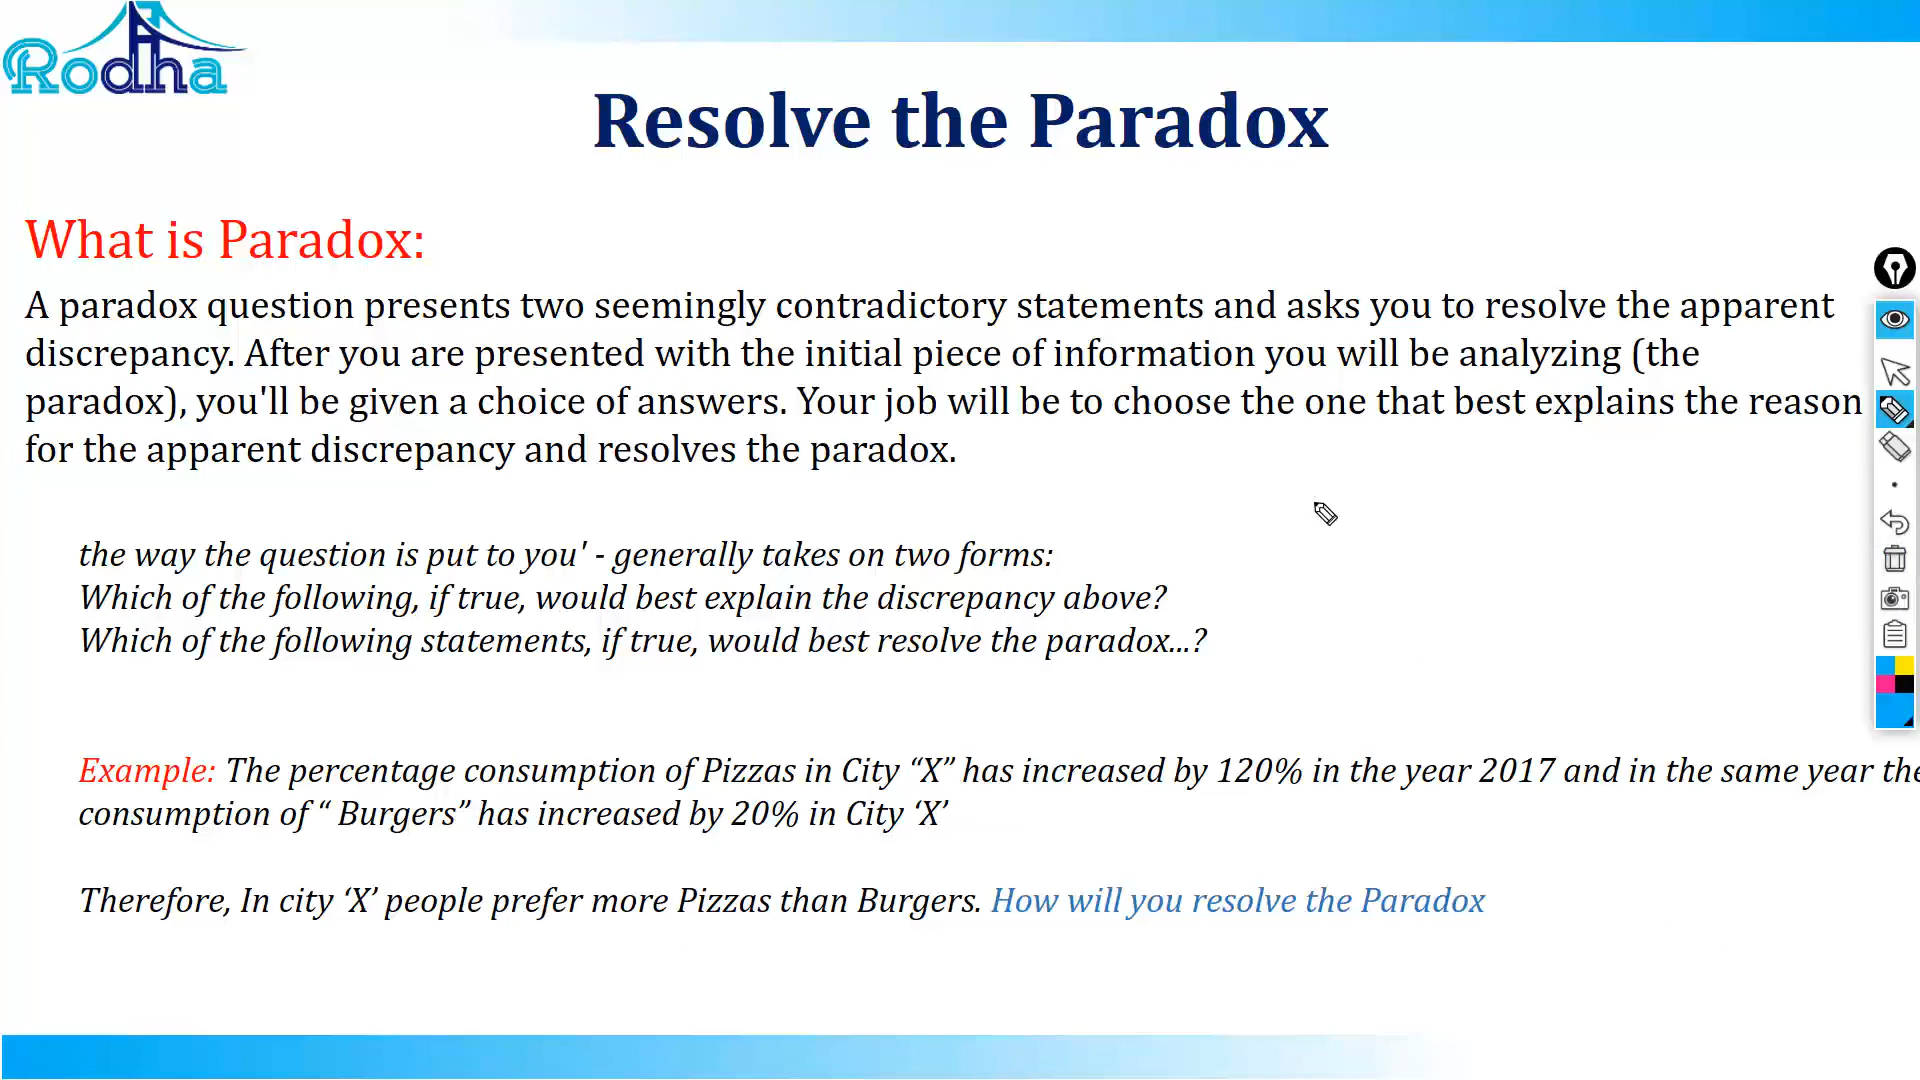 Rodha
Resolve the Paradox
What is Paradox:
A paradox question presents two seemingly contradictory statements and asks you to resolve the apparent
discrepancy. After you are presented with the initial piece of information you will be analyzing (the
paradox), you'll be given a choice of answers. Your job will be to choose the one that best explains the reason
for the apparent discrepancy and resolves the paradox.
the way the question is put to you' - generally takes on two forms:
Which of the following, if true, would best explain the discrepancy above?
Which of the following statements, if true, would best resolve the paradox...?
Example: The percentage consumption of Pizzas in City “X” has increased by 120% in the year 2017 and in the same year the
consumption of “ Burgers” has increased by 20% in City ‘X’
Therefore, In city ‘X’ people prefer more Pizzas than Burgers. How will you resolve the Paradox